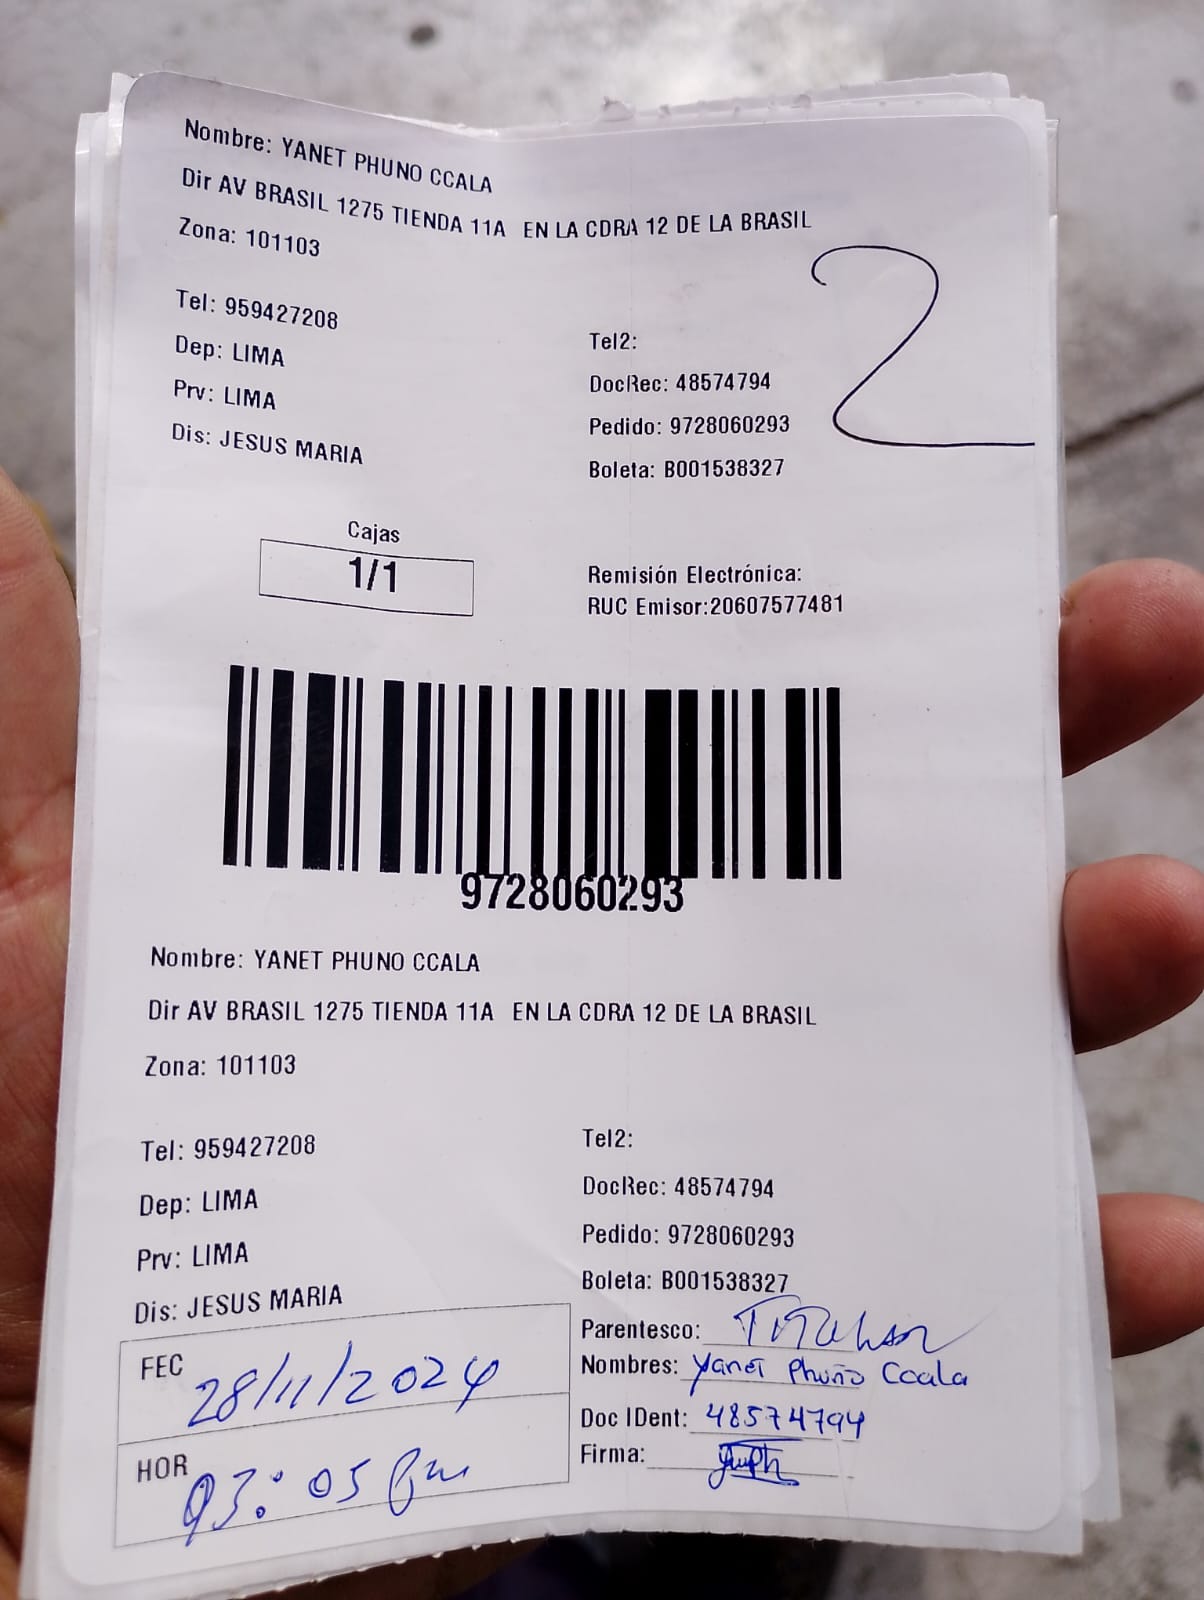 Nombre: YANET PHUNO CCALA
Dir AV BRASIL 1275 TIENDA 11A EN LA CDRA 12 DE LA BRASIL
Zona: 101103
2
Tel: 959427208
Tel2:
Dep: LIMA
DocRec: 48574794
Prv: LIMA
Pedido: 9728060293
Dis: JESUS MARIA
Boleta: B001538327
Cajas
1/1
Remisión Electrónica:
RUC Emisor:20607577481
9728060293
Nombre: YANET PHUNO CCALA
Dir AV BRASIL 1275 TIENDA 11A EN LA CDRA 12 DE LA BRASIL
Zona: 101103
Tel: 959427208
Tel2:
Dep: LIMA
DocRec: 48574794
Prv: LIMA
Pedido: 9728060293
Dis: JESUS MARIA
Boleta: B001538327
Parentesco: Titular
FEC 28/11/2024
Nombres: Yanet Phuño Ccala
Doc IDent: 48574794
HOR 03:05 pm
Firma: